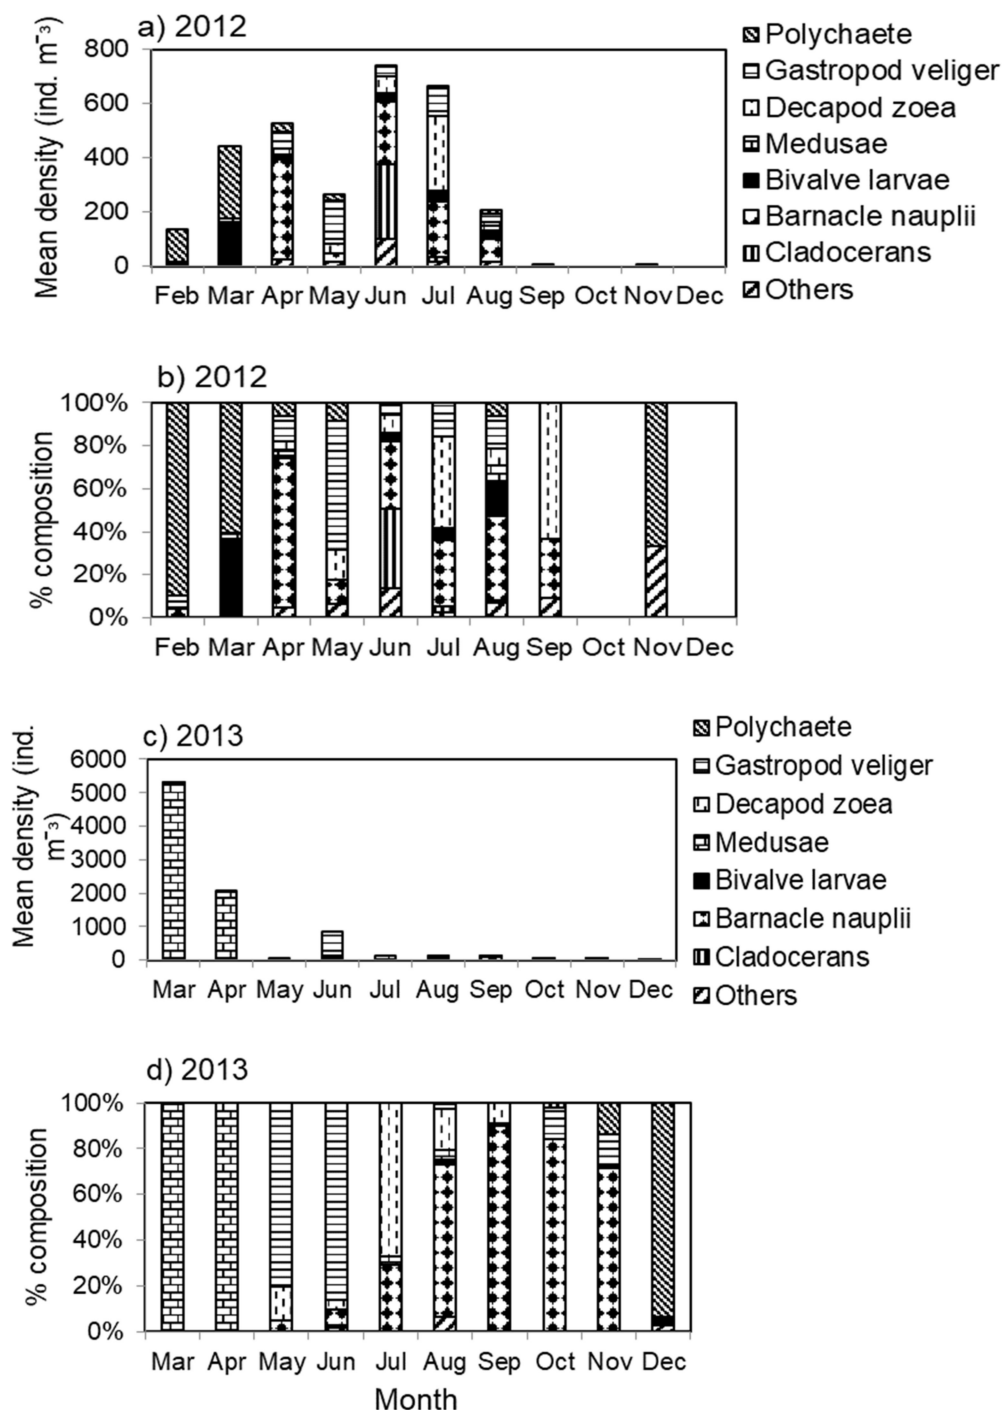 a) 2012
Mean density (ind. m⁻³)
800
600
400
200
0
Feb Mar Apr May Jun Jul Aug Sep Oct Nov Dec
Polychaete
Gastropod veliger
Decapod zoea
Medusae
Bivalve larvae
Barnacle nauplii
Cladocerans
Others
b) 2012
% composition
100%
80%
60%
40%
20%
0%
Feb Mar Apr May Jun Jul Aug Sep Oct Nov Dec
c) 2013
Mean density (ind.
m⁻³)
6000
5000
4000
3000
2000
1000
0
Mar Apr May Jun Jul Aug Sep Oct Nov Dec
Polychaete
Gastropod veliger
Decapod zoea
Medusae
Bivalve larvae
Barnacle nauplii
Cladocerans
Others
d) 2013
% composition
100%
80%
60%
40%
20%
0%
Mar Apr May Jun Jul Aug Sep Oct Nov Dec
Month